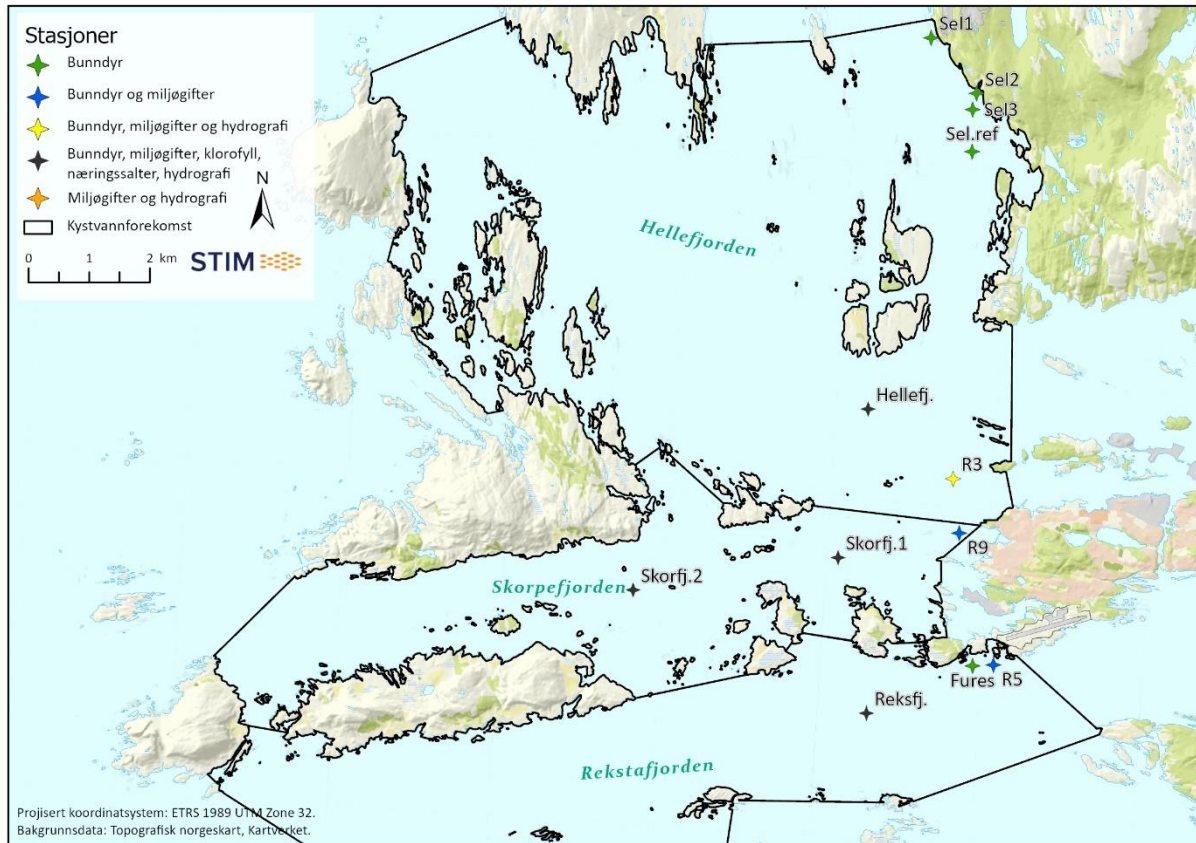 Stasjoner
Bunndyr
Bunndyr og miljøgifter
Bunndyr, miljøgifter og hydrografi
Bunndyr, miljøgifter, klorofyll,
næringssalter, hydrografi
Miljøgifter og hydrografi
Kystvannforekomst
N
0 1 2 km
STIM
Sel1
Sel2
Sel3
Sel.ref
Hellefjorden
Hellefj.
R3
R9
Skorfj.1
Skorpefjorden
Skorfj.2
Fures
R5
Reksfj.
Rekstafjorden
Projisert koordinatsystem: ETRS 1989 UTM Zone 32.
Bakgrunnsdata: Topografisk norgeskart, Kartverket.